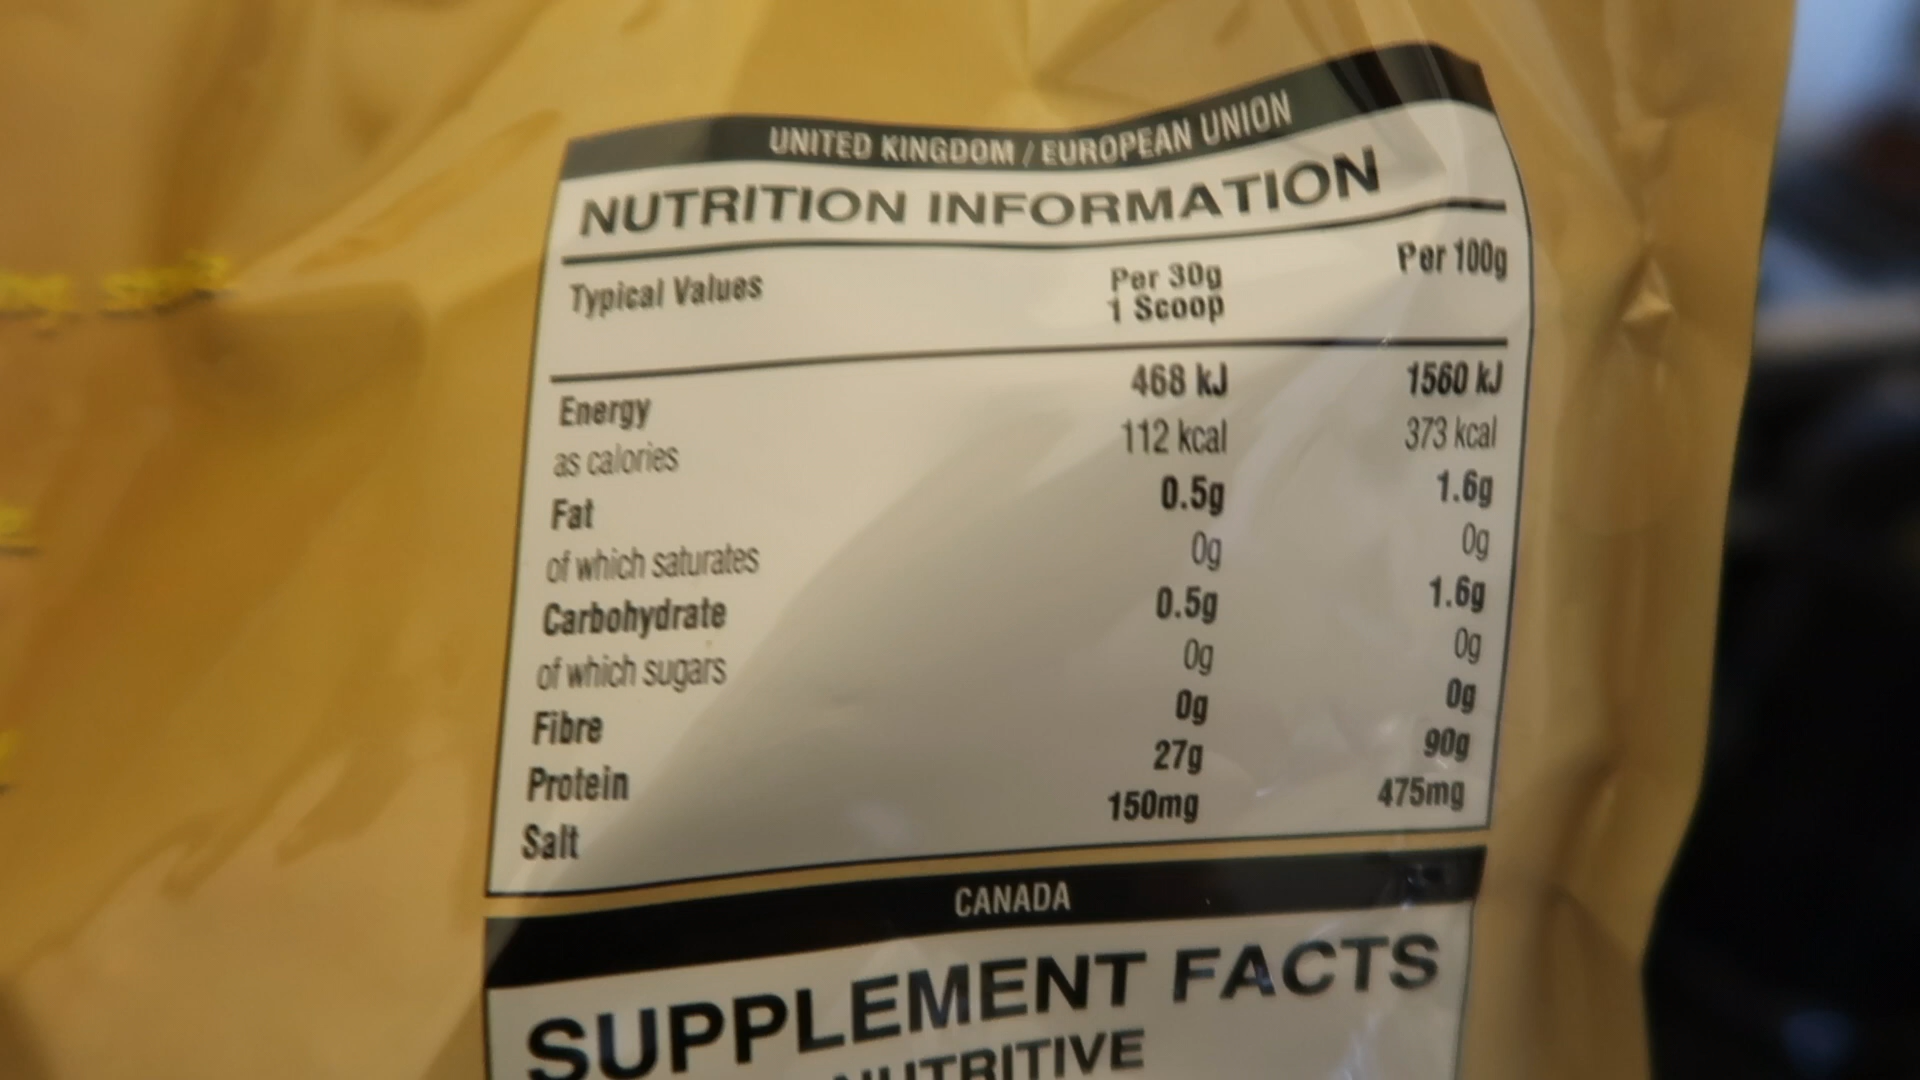 UNITED KINGDOM / EUROPEAN UNION
NUTRITION INFORMATION
Typical Values Per 30g Per 100g
1 Scoop
Energy 468 kJ 1560 kJ
as calories 112 kcal 373 kcal
Fat 0.5g 1.6g
of which saturates 0g 0g
Carbohydrate 0.5g 1.6g
of which sugars 0g 0g
Fibre 0g 0g
Protein 27g 90g
Salt 150mg 475mg
CANADA
SUPPLEMENT FACTS
NUTRITIVE